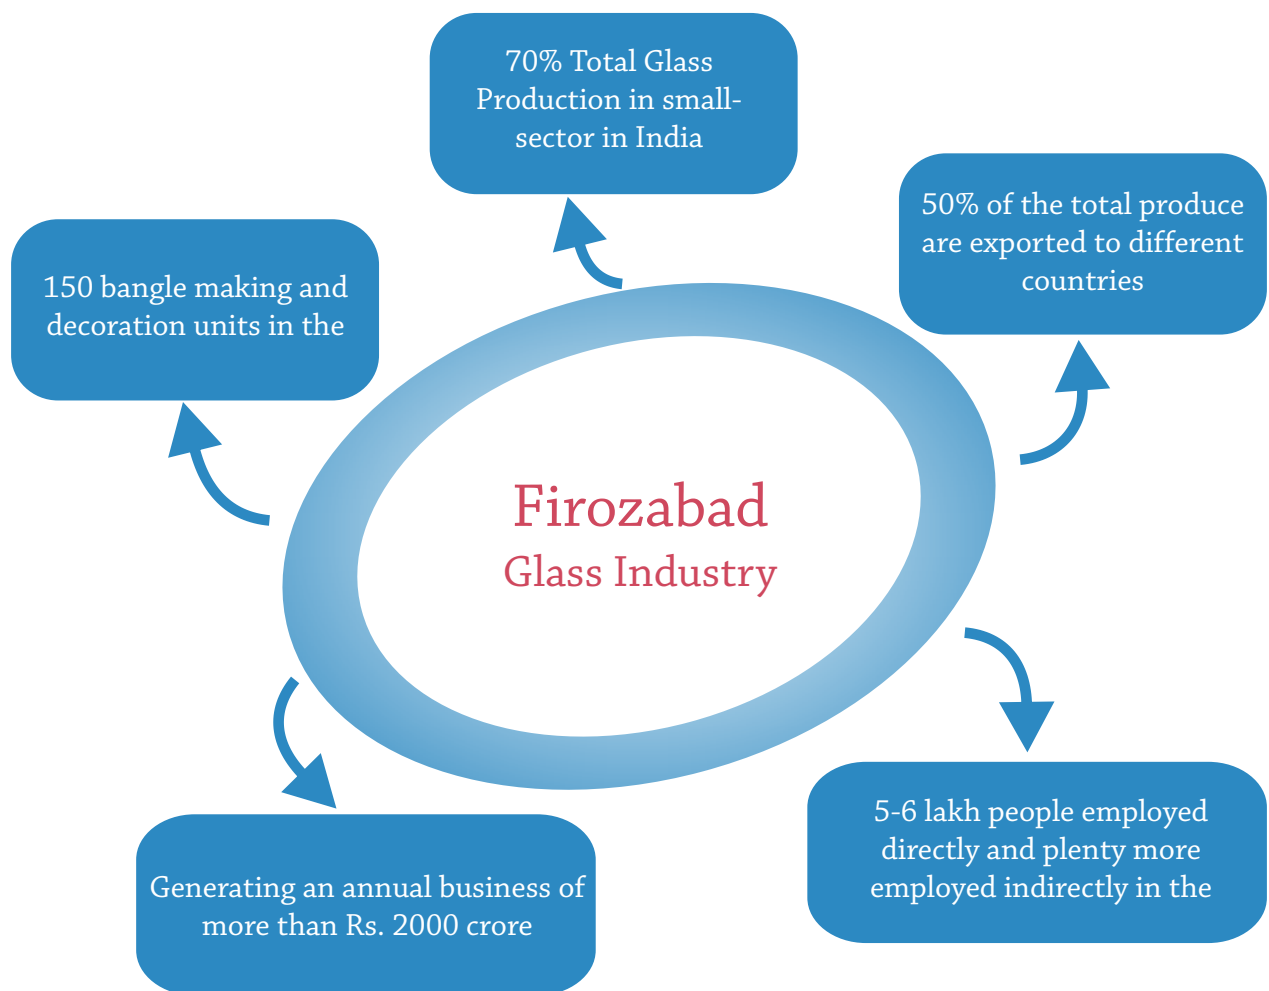 70% Total Glass
Production in small-
sector in India
50% of the total produce
are exported to different
countries
150 bangle making and
decoration units in the
Firozabad
Glass Industry
5-6 lakh people employed
directly and plenty more
employed indirectly in the
Generating an annual business of
more than Rs. 2000 crore